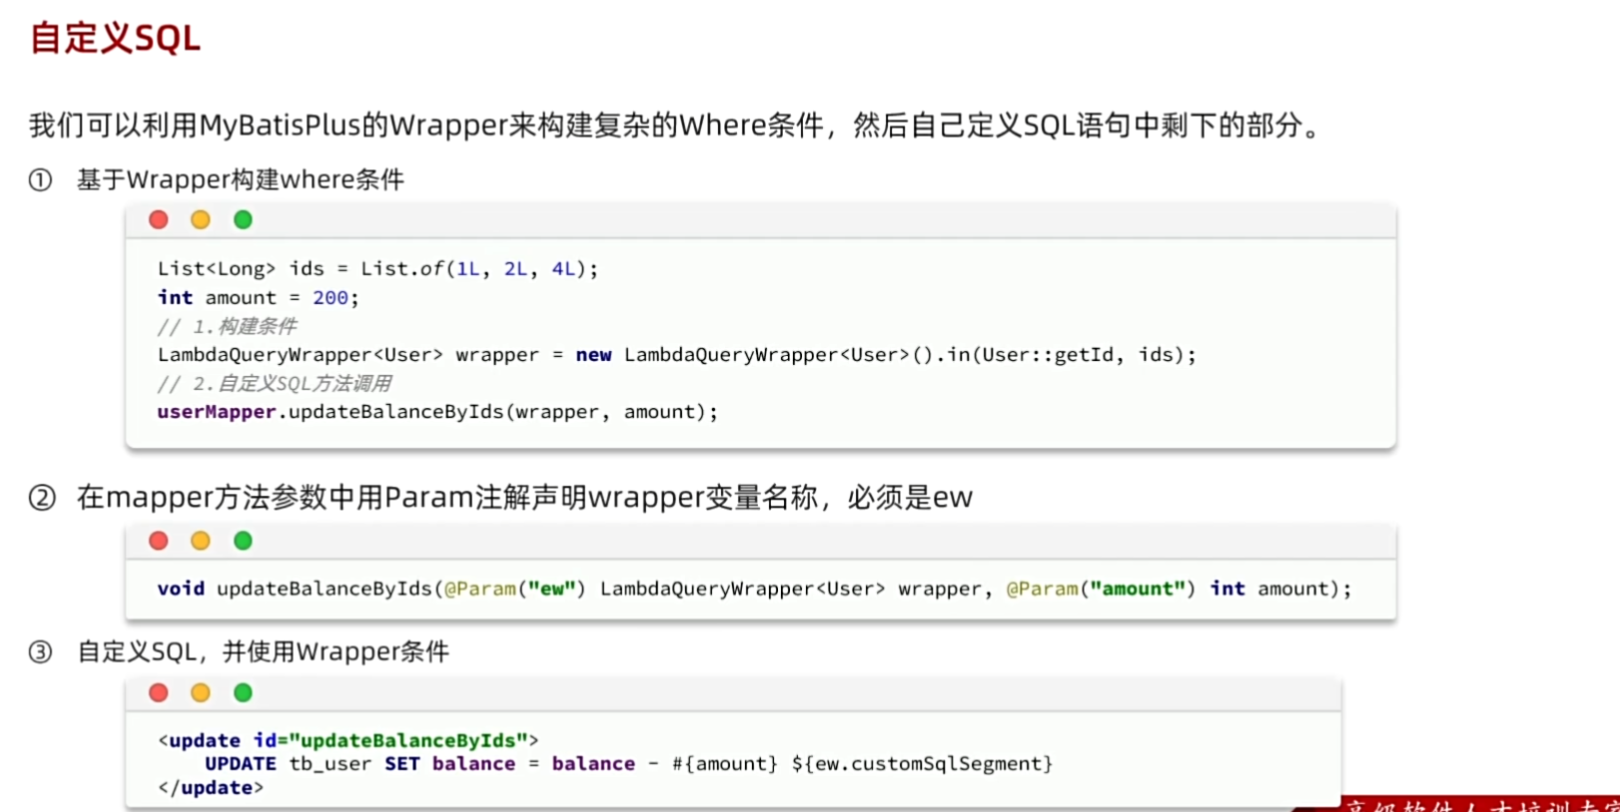 自定义SQL
我们可以利用MyBatisPlus的Wrapper来构建复杂的Where条件，然后自己定义SQL语句中剩下的部分。
① 基于Wrapper构建where条件
List<Long> ids = List.of(1L, 2L, 4L);
int amount = 200;
// 1.构建条件
LambdaQueryWrapper<User> wrapper = new LambdaQueryWrapper<User>().in(User::getId, ids);
// 2.自定义SQL方法调用
userMapper.updateBalanceByIds(wrapper, amount);
② 在mapper方法参数中用Param注解声明wrapper变量名称，必须是ew
void updateBalanceByIds(@Param("ew") LambdaQueryWrapper<User> wrapper, @Param("amount") int amount);
③ 自定义SQL，并使用Wrapper条件
<update id="updateBalanceByIds">
    UPDATE tb_user SET balance = balance - #{amount} ${ew.customSqlSegment}
</update>
高级软件人才培训专家